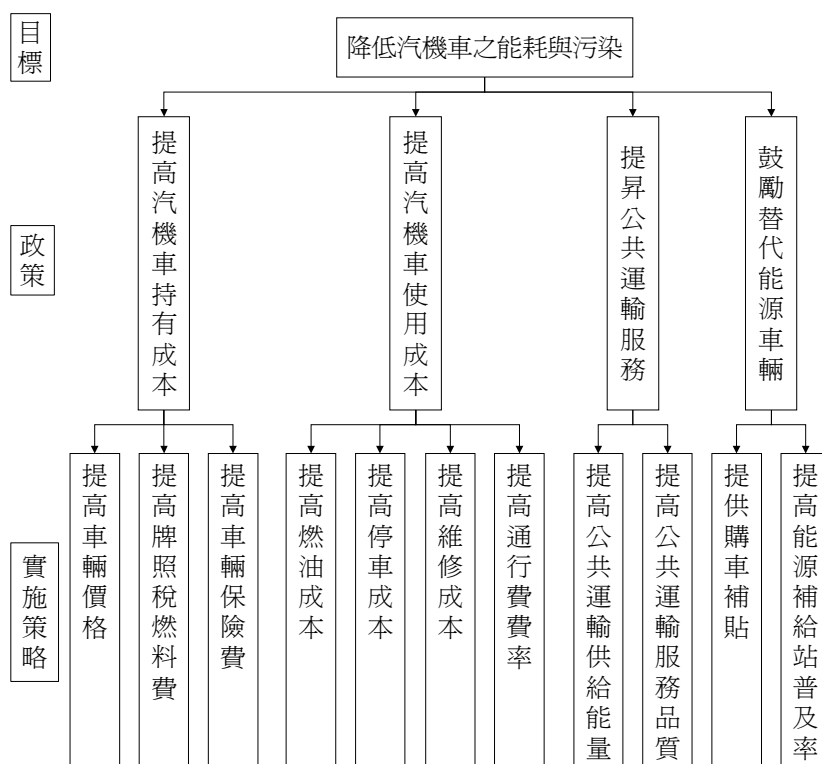 目標
降低汽機車之能耗與污染
政策
提高汽機車持有成本
提高汽機車使用成本
提昇公共運輸服務
鼓勵替代能源車輛
實施策略
提高車輛價格
提高牌照稅燃料費
提高車輛保險費
提高燃油成本
提高停車成本
提高維修成本
提高通行費費率
提高公共運輸供給能量
提高公共運輸服務品質
提供購車補貼
提高能源補給站普及率